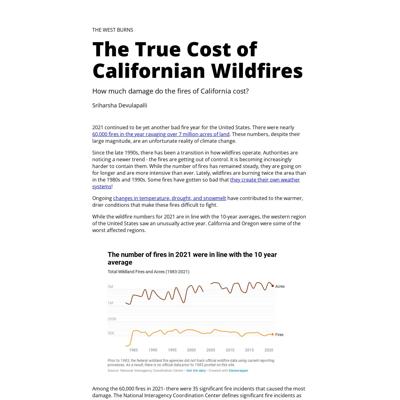 THE WEST BURNS
The True Cost of
Californian Wildfires
How much damage do the fires of California cost?
Sriharsha Devulapalli
2021 continued to be yet another bad fire year for the United States. There were nearly
60,000 fires in the year ravaging over 7 million acres of land. These numbers, despite their
large magnitude, are an unfortunate reality of climate change.
Since the late 1990s, there has been a transition in how wildfires operate. Authorities are
noticing a newer trend - the fires are getting out of control. It is becoming increasingly
harder to contain them. While the number of fires has remained steady, they are going on
for longer and are more intensive than ever. Lately, wildfires are burning twice the area than
in the 1980s and 1990s. Some fires have gotten so bad that they create their own weather
systems!
Ongoing changes in temperature, drought, and snowmelt have contributed to the warmer,
drier conditions that make these fires difficult to fight.
While the wildfire numbers for 2021 are in line with the 10-year averages, the western region
of the United States saw an unusually active year. California and Oregon were some of the
worst affected regions.
The number of fires in 2021 were in line with the 10 year
average
Total Wildland Fires and Acres (1983-2021)
Acres
Fires
1985 1990 1995 2000 2005 2010 2015 2020
Prior to 1983, the federal wildland fire agencies did not track official wildfire data using current reporting
processes. As a result, there is no official data prior to 1983 posted on this site.
Source: National Interagency Coordination Center · Get the data · Created with Datawrapper
Among the 60,000 fires in 2021- there were 35 significant fire incidents that caused the most
damage. The National Interagency Coordination Center defines significant fire incidents as